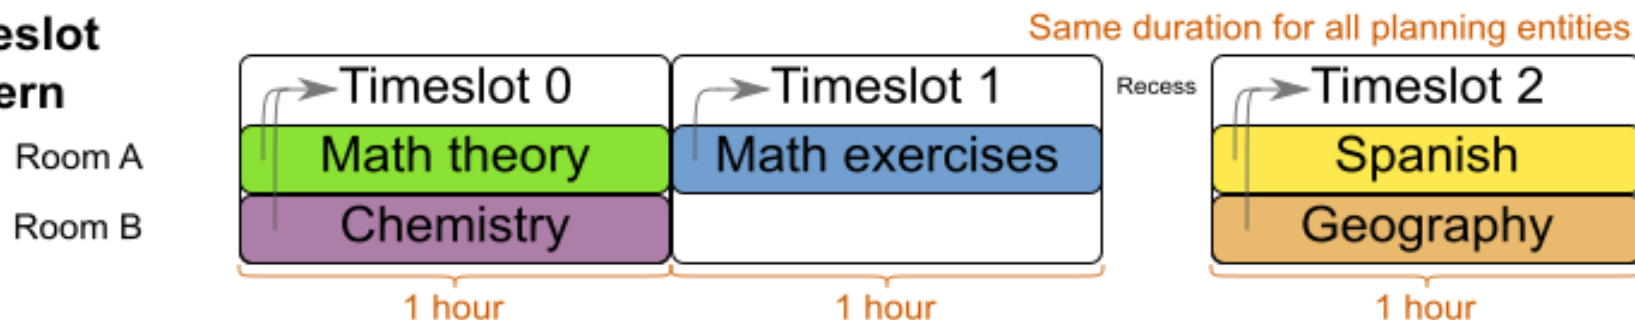 eslot
Same duration for all planning entities
ern
Timeslot 0
Timeslot 1
Recess
Timeslot 2
Room A
Math theory
Math exercises
Spanish
Room B
Chemistry
Geography
1 hour
1 hour
1 hour